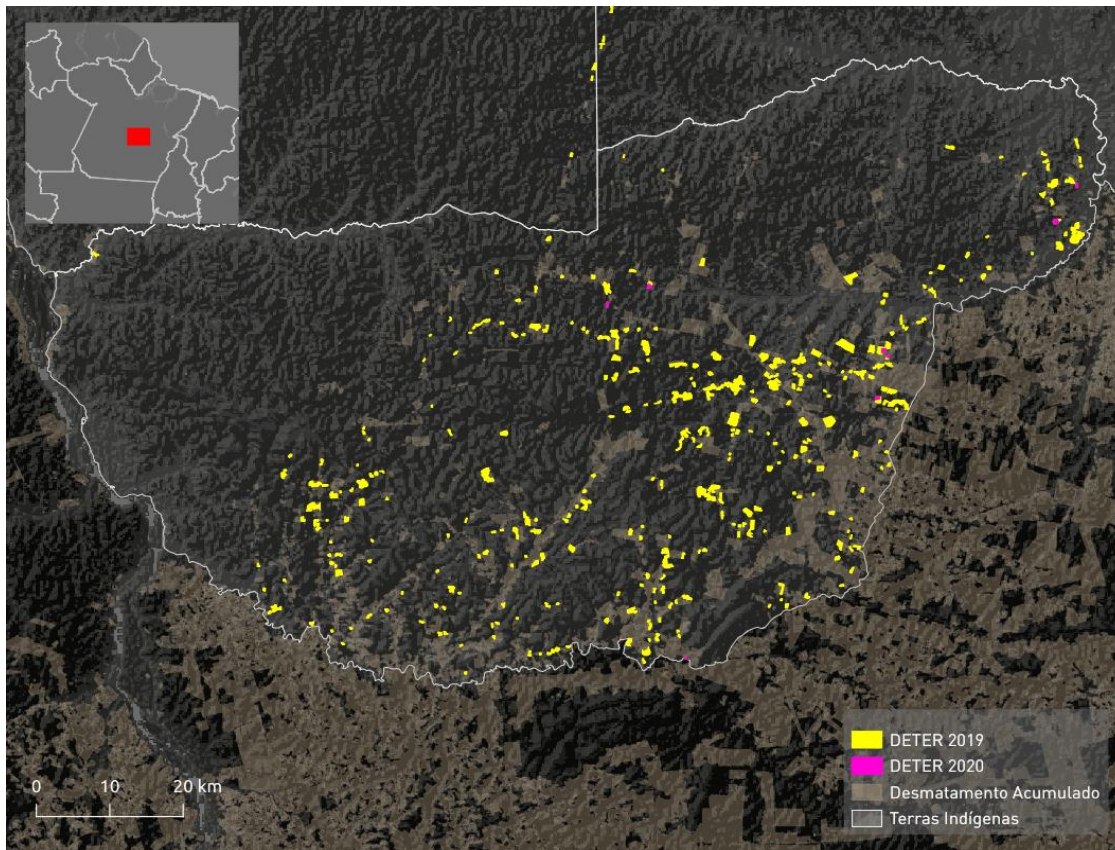 0 10 20 km
DETER 2019
DETER 2020
Desmatamento Acumulado
Terras Indígenas